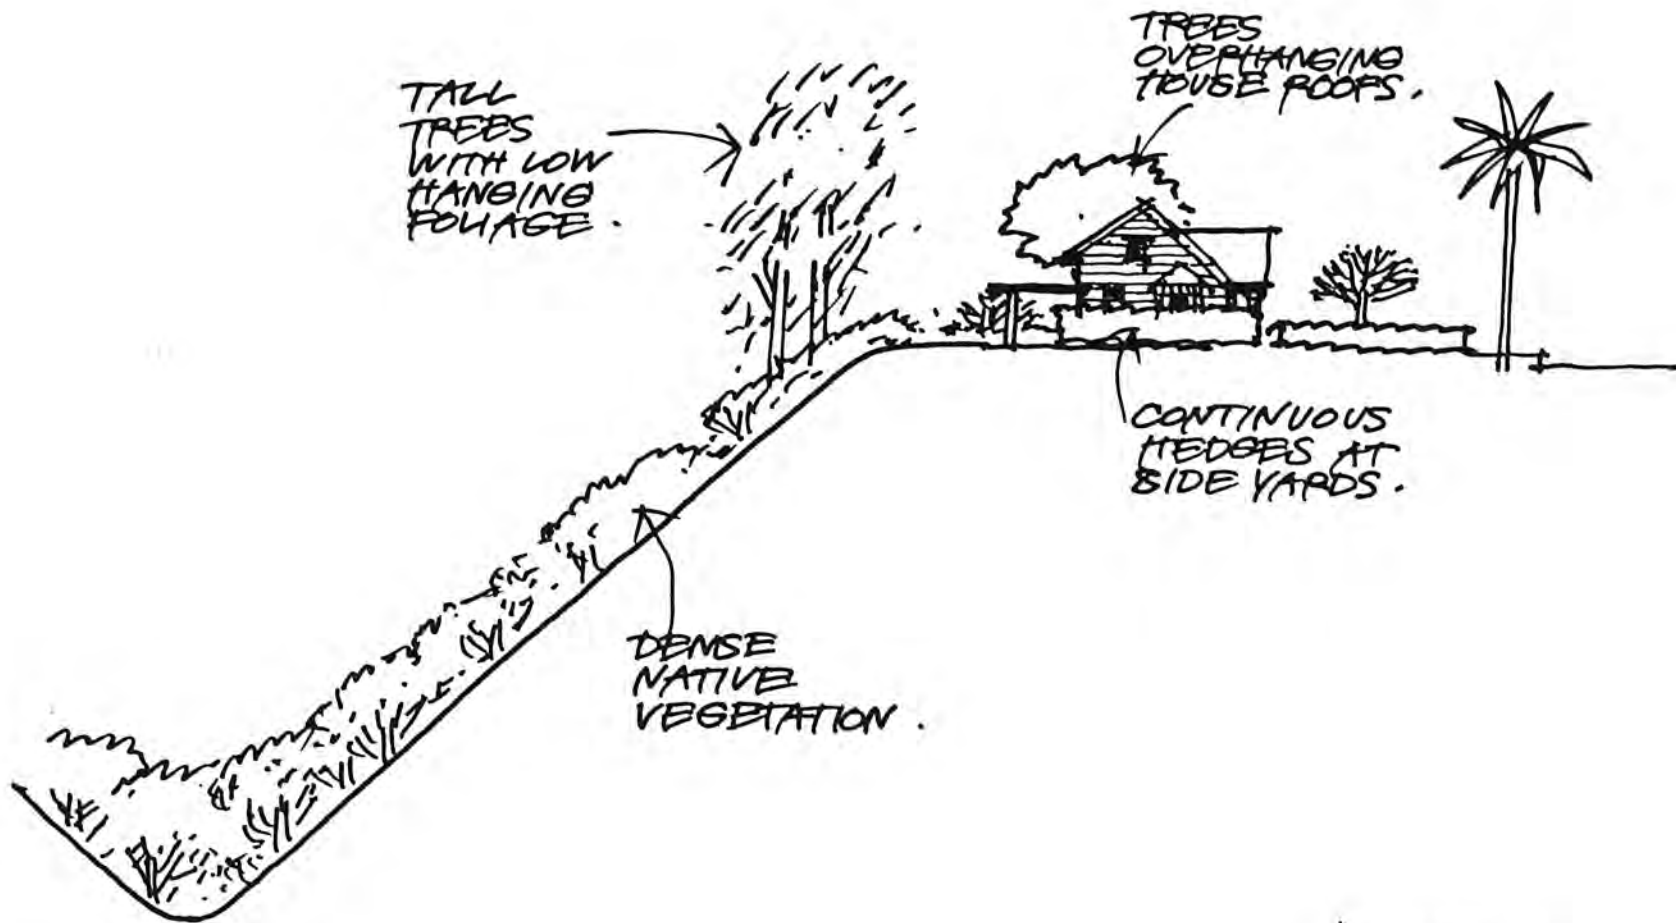 TALL
TREES
WITH LOW
HANGING
FOLIAGE.
TREES
OVERHANGING
HOUSE ROOFS.
CONTINUOUS
HEDGES AT
SIDE YARDS.
DENSE
NATIVE
VEGETATION.